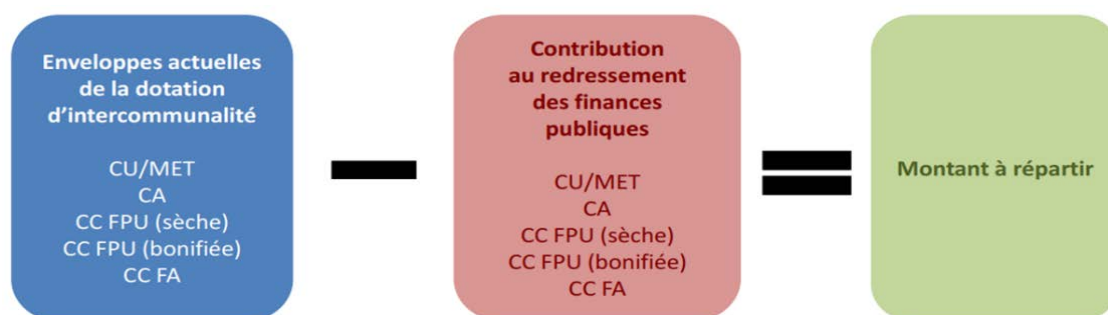 Enveloppes actuelles
de la dotation
d'intercommunalité
CU/MET
CA
CC FPU (sèche)
CC FPU (bonifiée)
CC FA
Contribution
au redressement
des finances
publiques
CU/MET
CA
CC FPU (sèche)
CC FPU (bonifiée)
CC FA
Montant à répartir